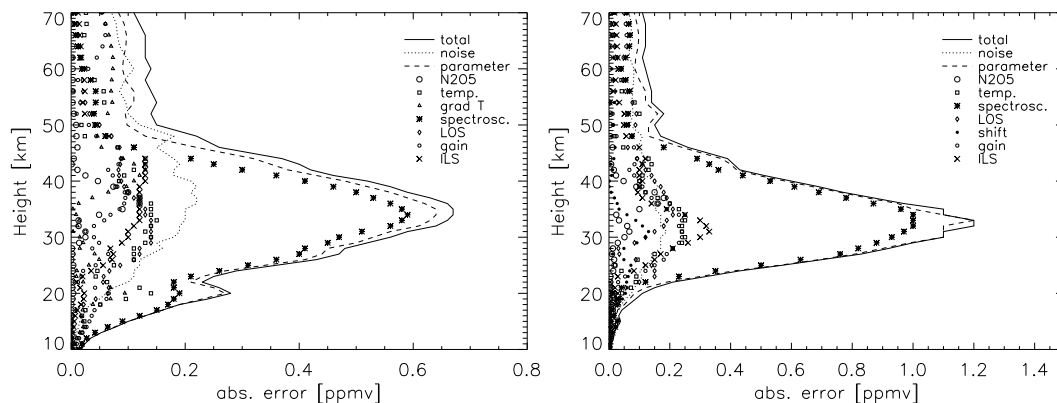 70
60
50
40
30
20
10
Height [km]
0.0 0.2 0.4 0.6 0.8
abs. error [ppmv]
total
noise
parameter
N2O5
temp.
grad T
spectrosc.
LOS
gain
ILS
70
60
50
40
30
20
10
Height [km]
0.0 0.2 0.4 0.6 0.8 1.0 1.2 1.4
abs. error [ppmv]
total
noise
parameter
N2O5
temp.
spectrosc.
LOS
shift
gain
ILS